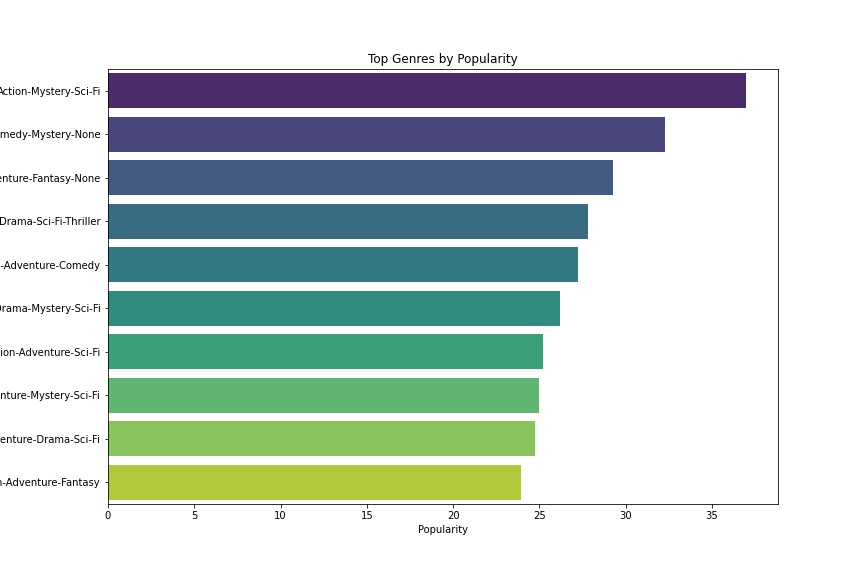 Top Genres by Popularity
Action-Mystery-Sci-Fi
medy-Mystery-None
enture-Fantasy-None
Drama-Sci-Fi-Thriller
-Adventure-Comedy
Drama-Mystery-Sci-Fi
ion-Adventure-Sci-Fi
nture-Mystery-Sci-Fi
enture-Drama-Sci-Fi
n-Adventure-Fantasy
0 5 10 15 20 25 30 35
Popularity